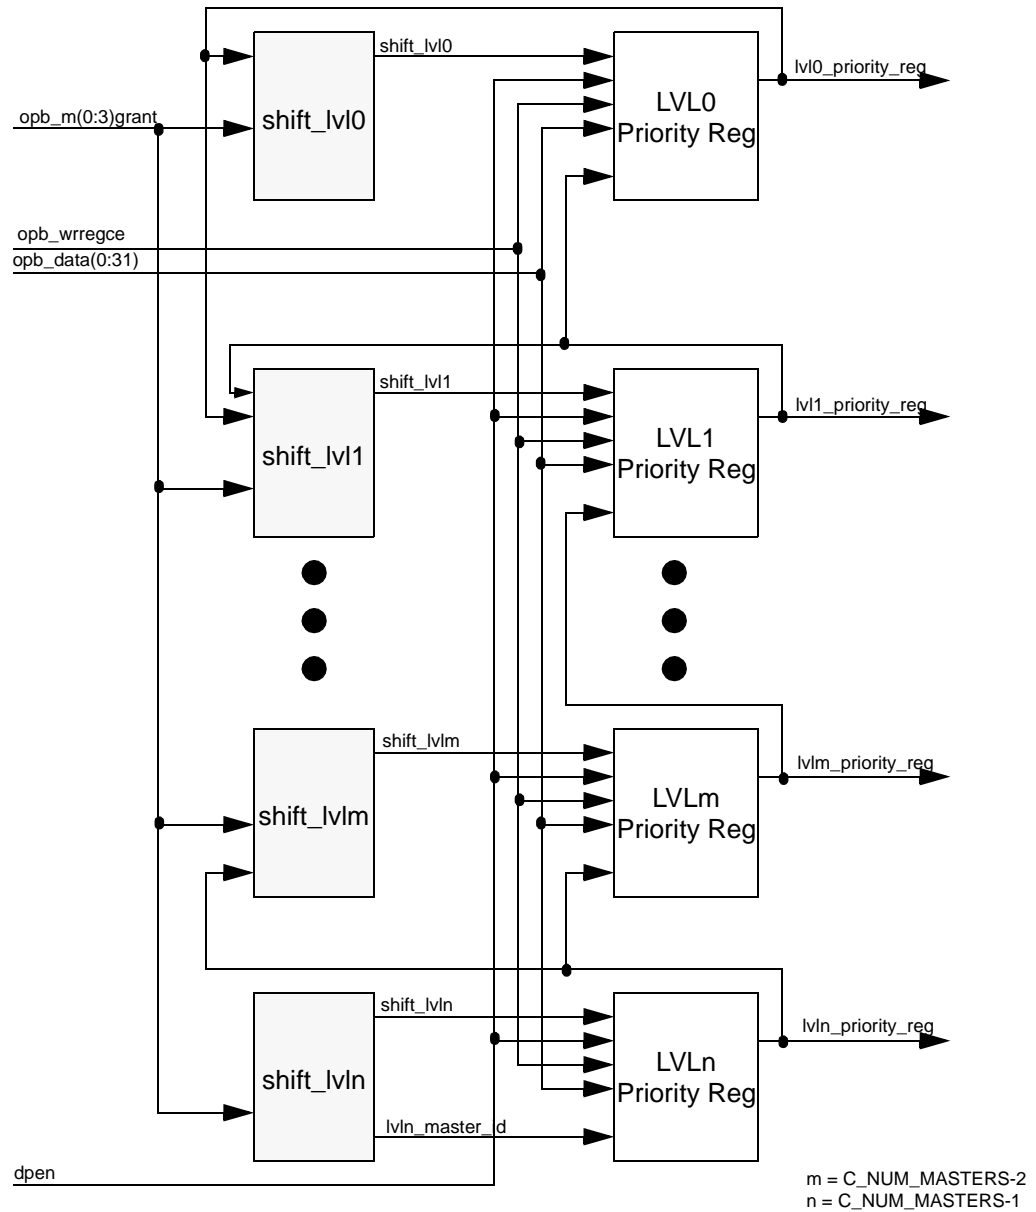 shift_lvl0
lvl0_priority_reg
LVL0
Priority Reg
shift_lvl0
opb_m(0:3)grant
opb_wrregce
opb_data(0:31)
shift_lvl1
lvl1_priority_reg
LVL1
Priority Reg
shift_lvl1
shift_lvlm
lvlm_priority_reg
LVLm
Priority Reg
shift_lvlm
shift_lvln
lvln_priority_reg
LVLn
Priority Reg
shift_lvln
lvln_master_id
dpen
m = C_NUM_MASTERS-2
n = C_NUM_MASTERS-1